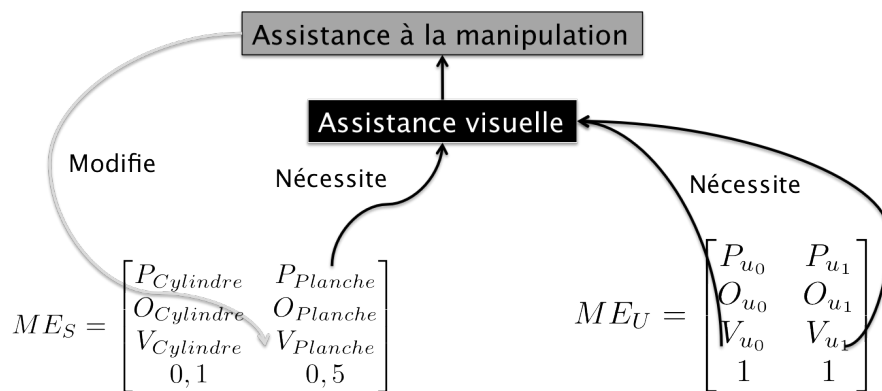 Assistance à la manipulation
Assistance visuelle
Modifie
Nécessite
Nécessite
ME_S =
P_Cylindre P_Planche
O_Cylindre O_Planche
V_Cylindre V_Planche
0,1 0,5
ME_U =
P_u0 P_u1
O_u0 O_u1
V_u0 V_u1
1 1